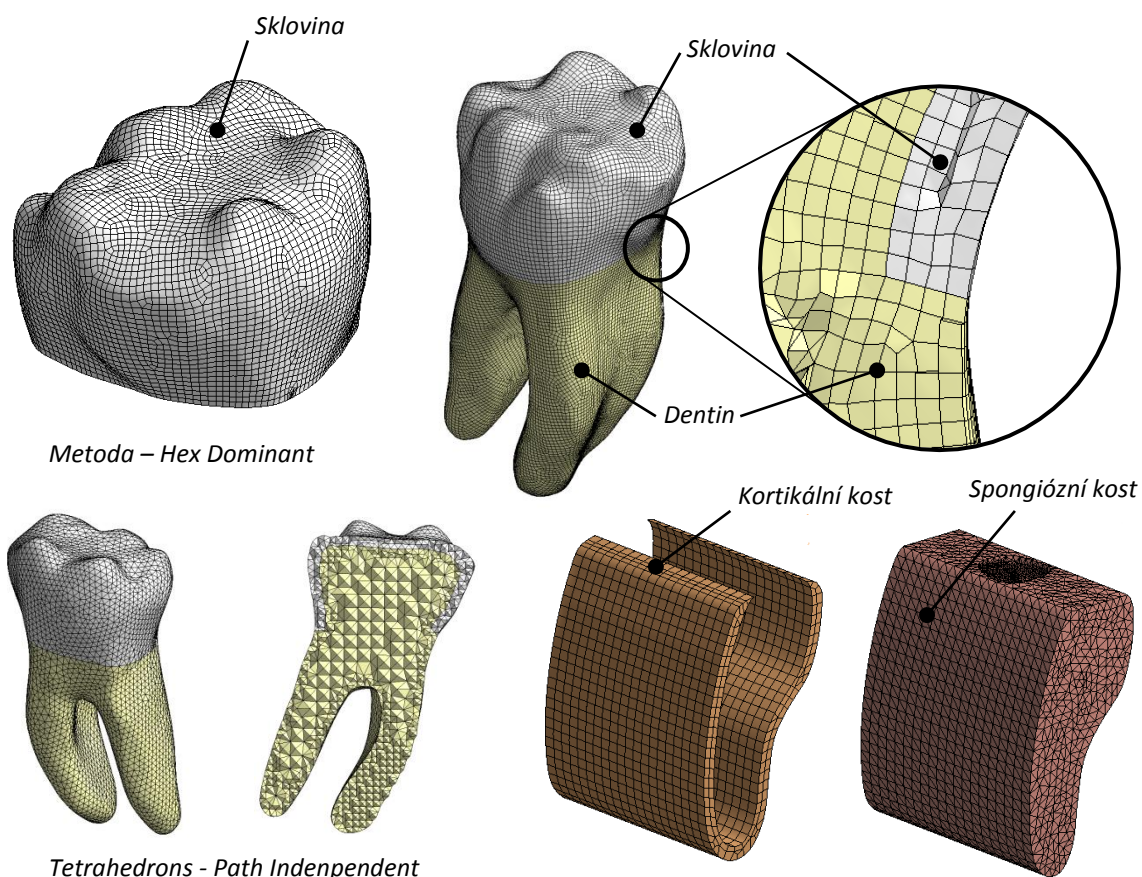 Sklovina
Sklovina
Dentin
Metoda – Hex Dominant
Kortikální kost
Spongiózní kost
Tetrahedrons - Path Indenpendent